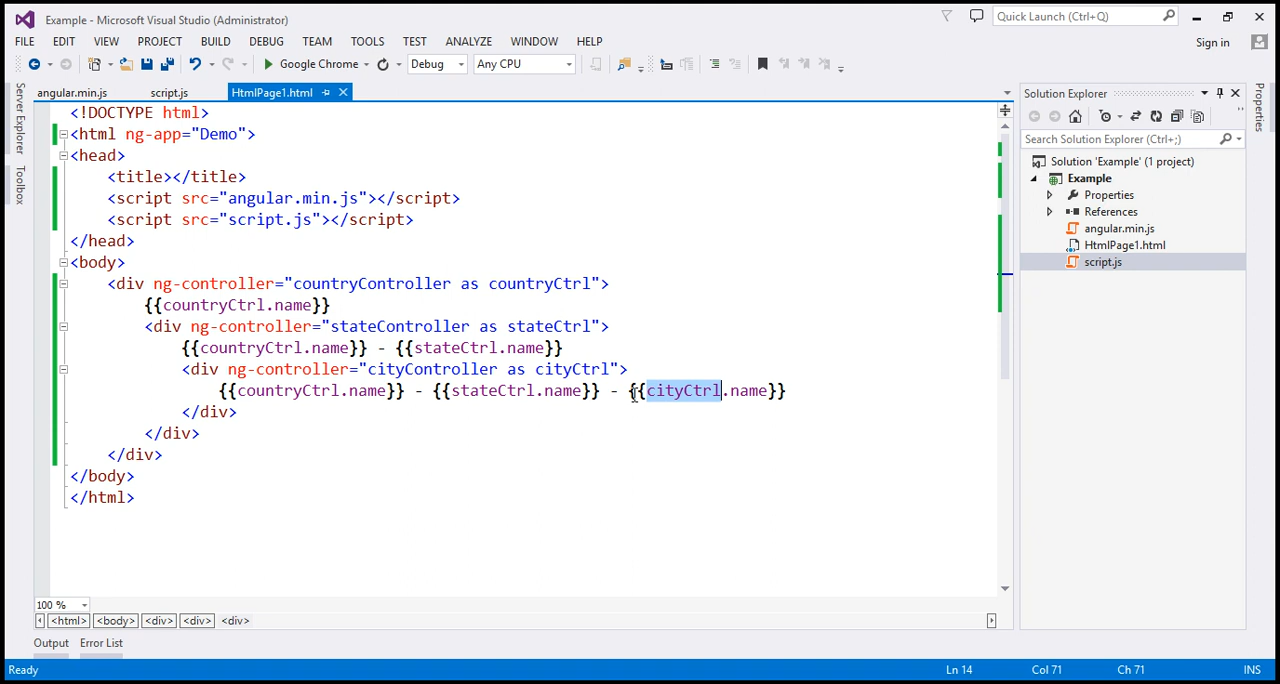 Example - Microsoft Visual Studio (Administrator)
Quick Launch (Ctrl+Q)
FILE EDIT VIEW PROJECT BUILD DEBUG TEAM TOOLS TEST ANALYZE WINDOW HELP
Sign in
Google Chrome Debug Any CPU
Server Explorer
Toolbox
angular.min.js script.js HtmlPage1.html
<!DOCTYPE html>
<html ng-app="Demo">
<head>
<title></title>
<script src="angular.min.js"></script>
<script src="script.js"></script>
</head>
<body>
<div ng-controller="countryController as countryCtrl">
{{countryCtrl.name}}
<div ng-controller="stateController as stateCtrl">
{{countryCtrl.name}} - {{stateCtrl.name}}
<div ng-controller="cityController as cityCtrl">
{{countryCtrl.name}} - {{stateCtrl.name}} - {{cityCtrl.name}}
</div>
</div>
</div>
</body>
</html>
100 %
<html> <body> <div> <div> <div>
Output Error List
Solution Explorer
Search Solution Explorer (Ctrl+;)
Solution 'Example' (1 project)
Example
Properties
References
angular.min.js
HtmlPage1.html
script.js
Properties
Ready Ln 14 Col 71 Ch 71 INS